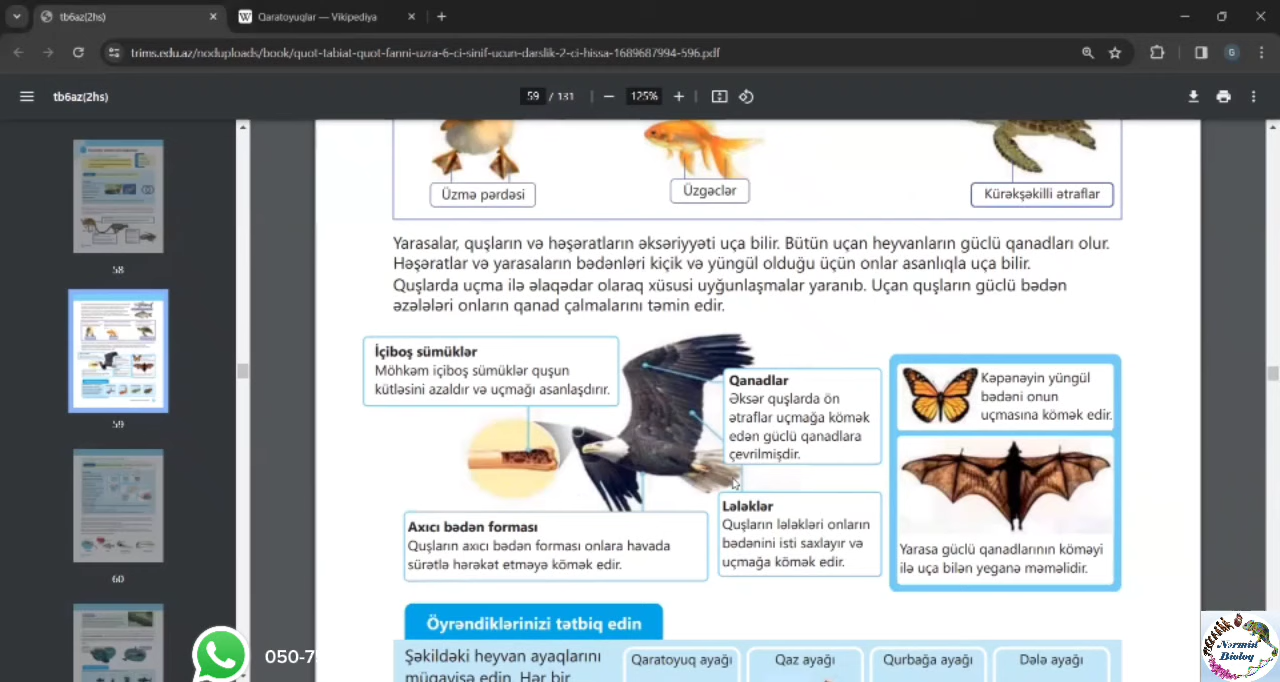 tb6az(2hs)
Qaratoyuqlar — Vikipediya
trims.edu.az/noduploads/book/quot-tabiat-quot-fanni-uzra-6-ci-sinif-ucun-darslik-2-ci-hissa-1689687994-596.pdf
G
tb6az(2hs)
59 / 131
125%
58
59
60
Üzmə pərdəsi
Üzgəclər
Kürəkşəkilli ətraflar
Yarasalar, quşların və həşəratların əksəriyyəti uça bilir. Bütün uçan heyvanların güclü qanadları olur.
Həşəratlar və yarasaların bədənləri kiçik və yüngül olduğu üçün onlar asanlıqla uça bilir.
Quşlarda uçma ilə əlaqədar olaraq xüsusi uyğunlaşmalar yaranıb. Uçan quşların güclü bədən
əzələləri onların qanad çalmalarını təmin edir.
İçiboş sümüklər
Möhkəm içiboş sümüklər quşun
kütləsini azaldır və uçmağı asanlaşdırır.
Qanadlar
Əksər quşlarda ön
ətraflar uçmağa kömək
edən güclü qanadlara
çevrilmişdir.
Axıcı bədən forması
Quşların axıcı bədən forması onlara havada
sürətlə hərəkət etməyə kömək edir.
Lələklər
Quşların lələkləri onların
bədənini isti saxlayır və
uçmağa kömək edir.
Kəpənəyin yüngül
bədəni onun
uçmasına kömək edir.
Yarasa güclü qanadlarının köməyi
ilə uça bilən yeganə məməlidir.
Öyrəndiklərinizi tətbiq edin
Şəkildəki heyvan ayaqlarını
müqayisə edin. Hər bir
Qaratoyuq ayağı
Qaz ayağı
Qurbağa ayağı
Dələ ayağı
050-7
Nərmin
Bioloq